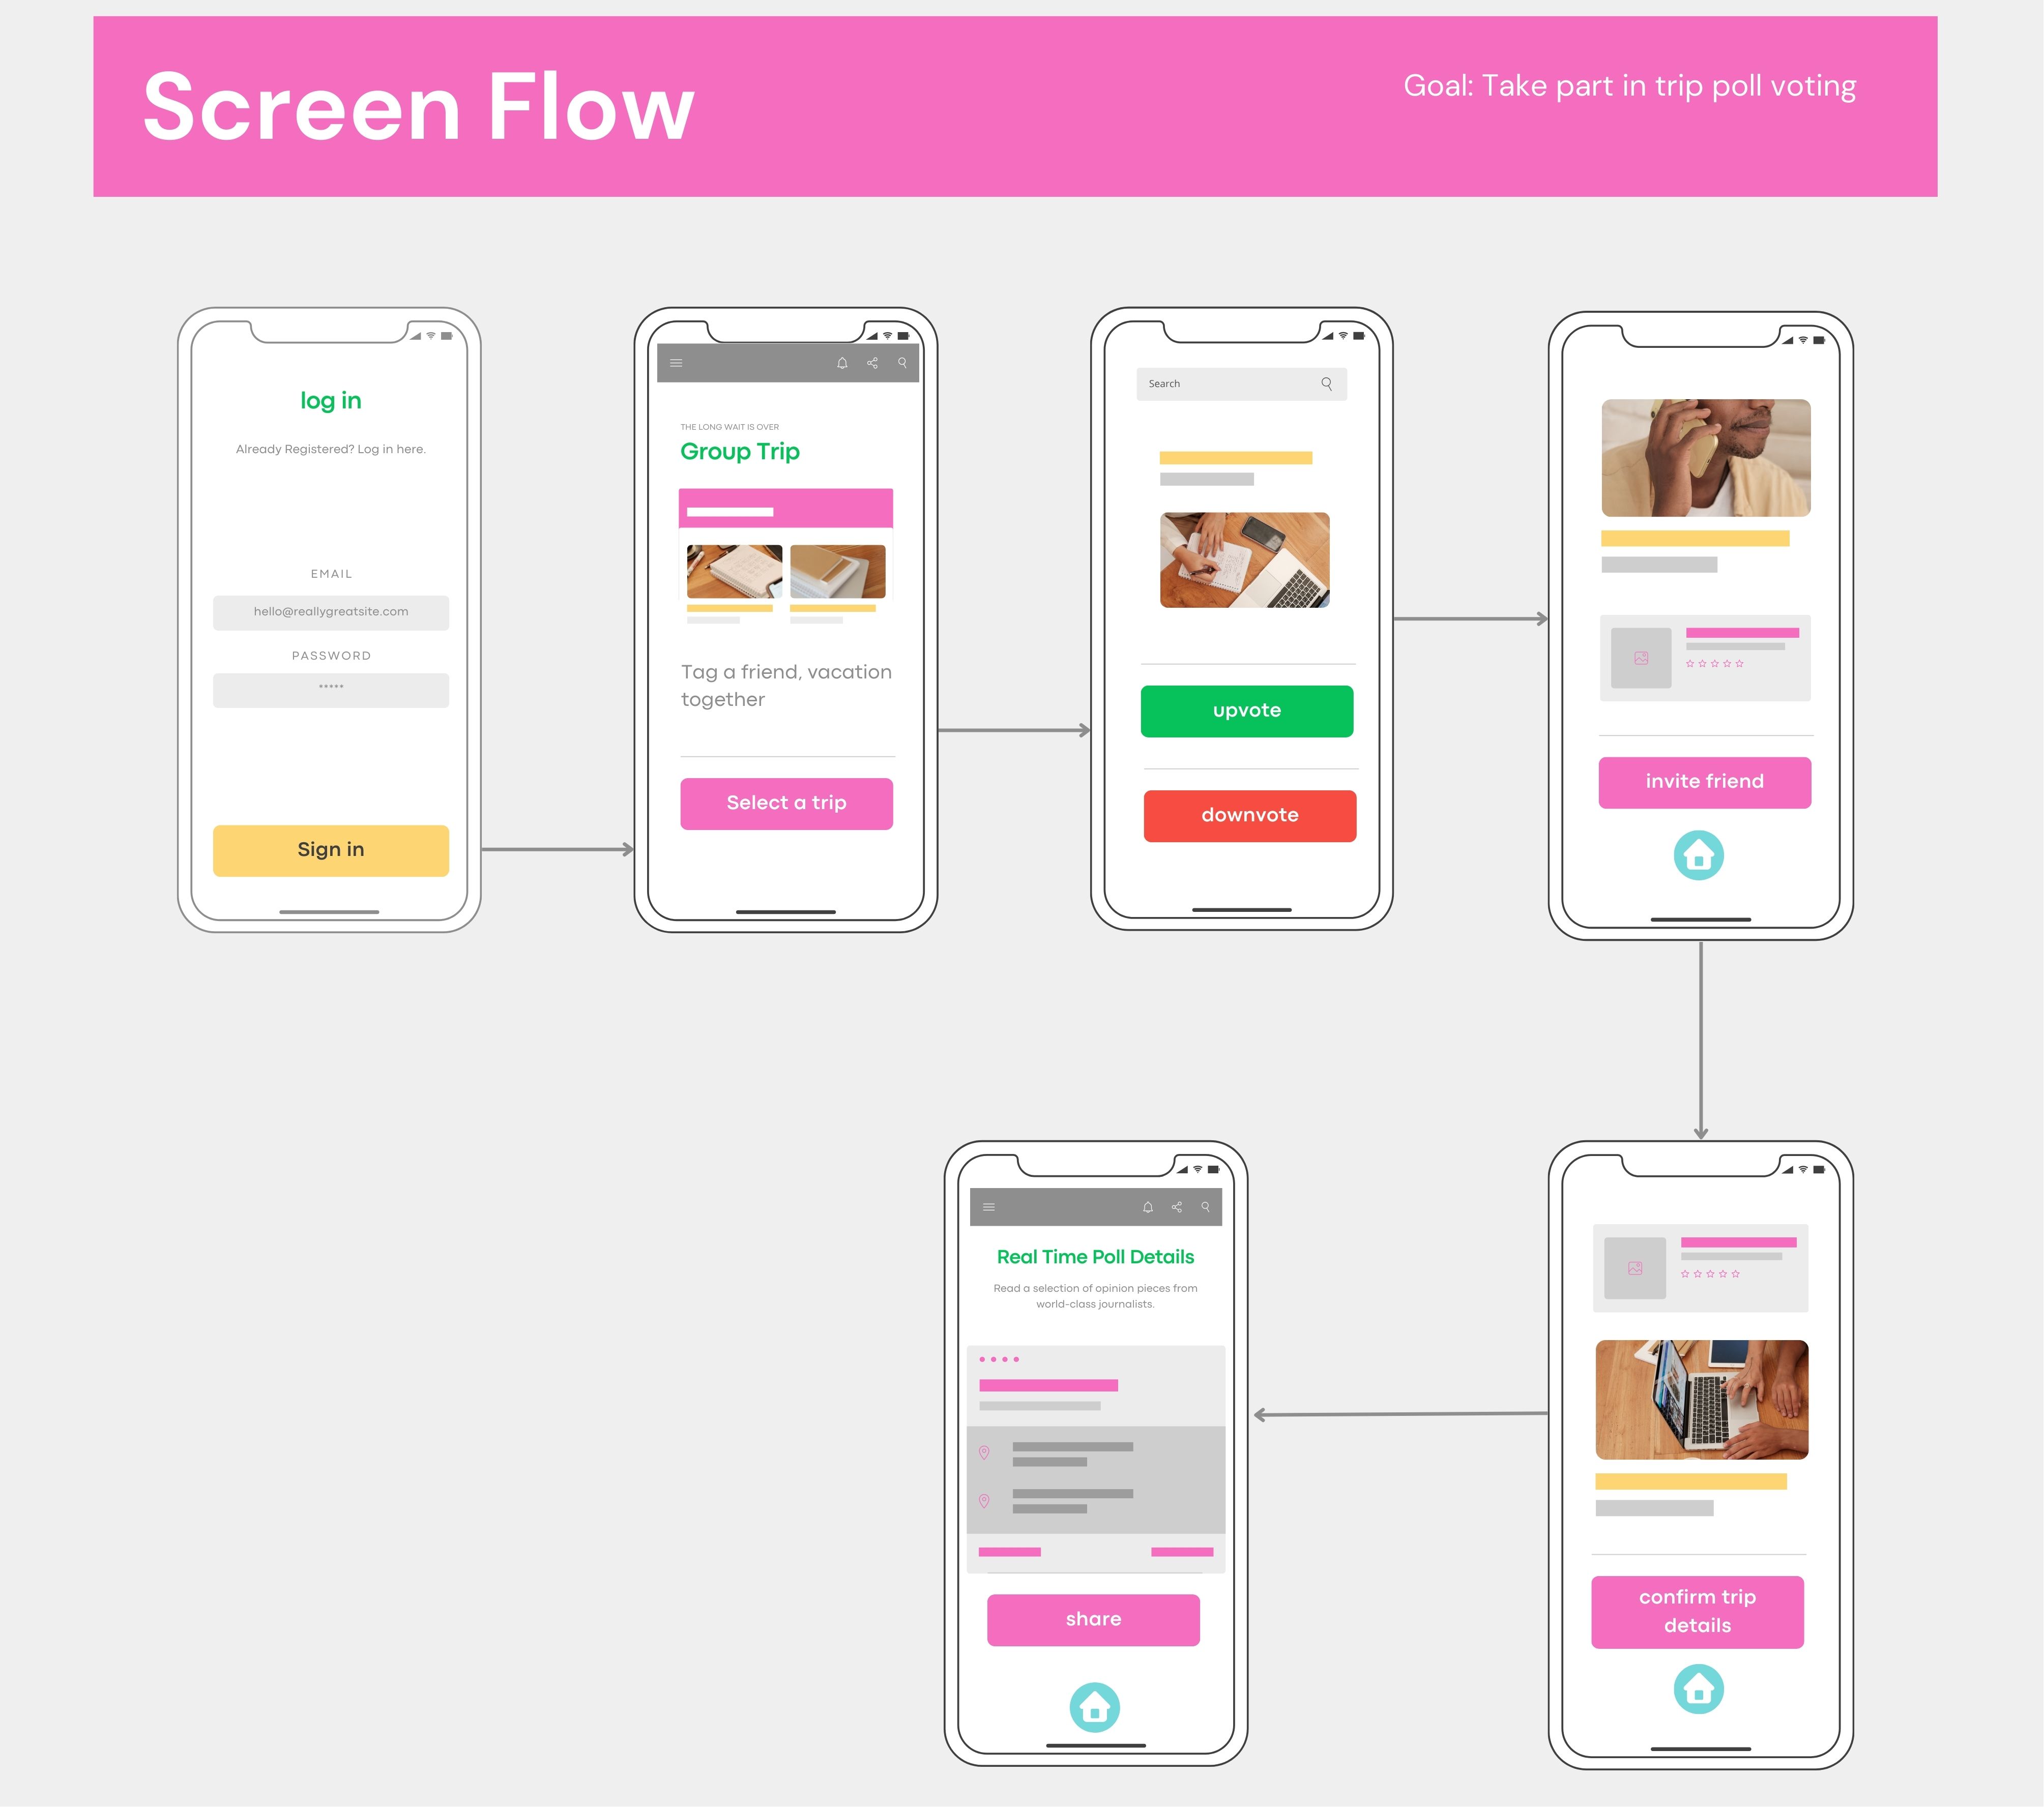 Screen Flow
Goal: Take part in trip poll voting
log in
Already Registered? Log in here.
EMAIL
hello@reallygreatsite.com
PASSWORD
*****
Sign in
THE LONG WAIT IS OVER
Group Trip
Tag a friend, vacation
together
Select a trip
Search
upvote
downvote
invite friend
Real Time Poll Details
Read a selection of opinion pieces from
world-class journalists.
share
confirm trip
details